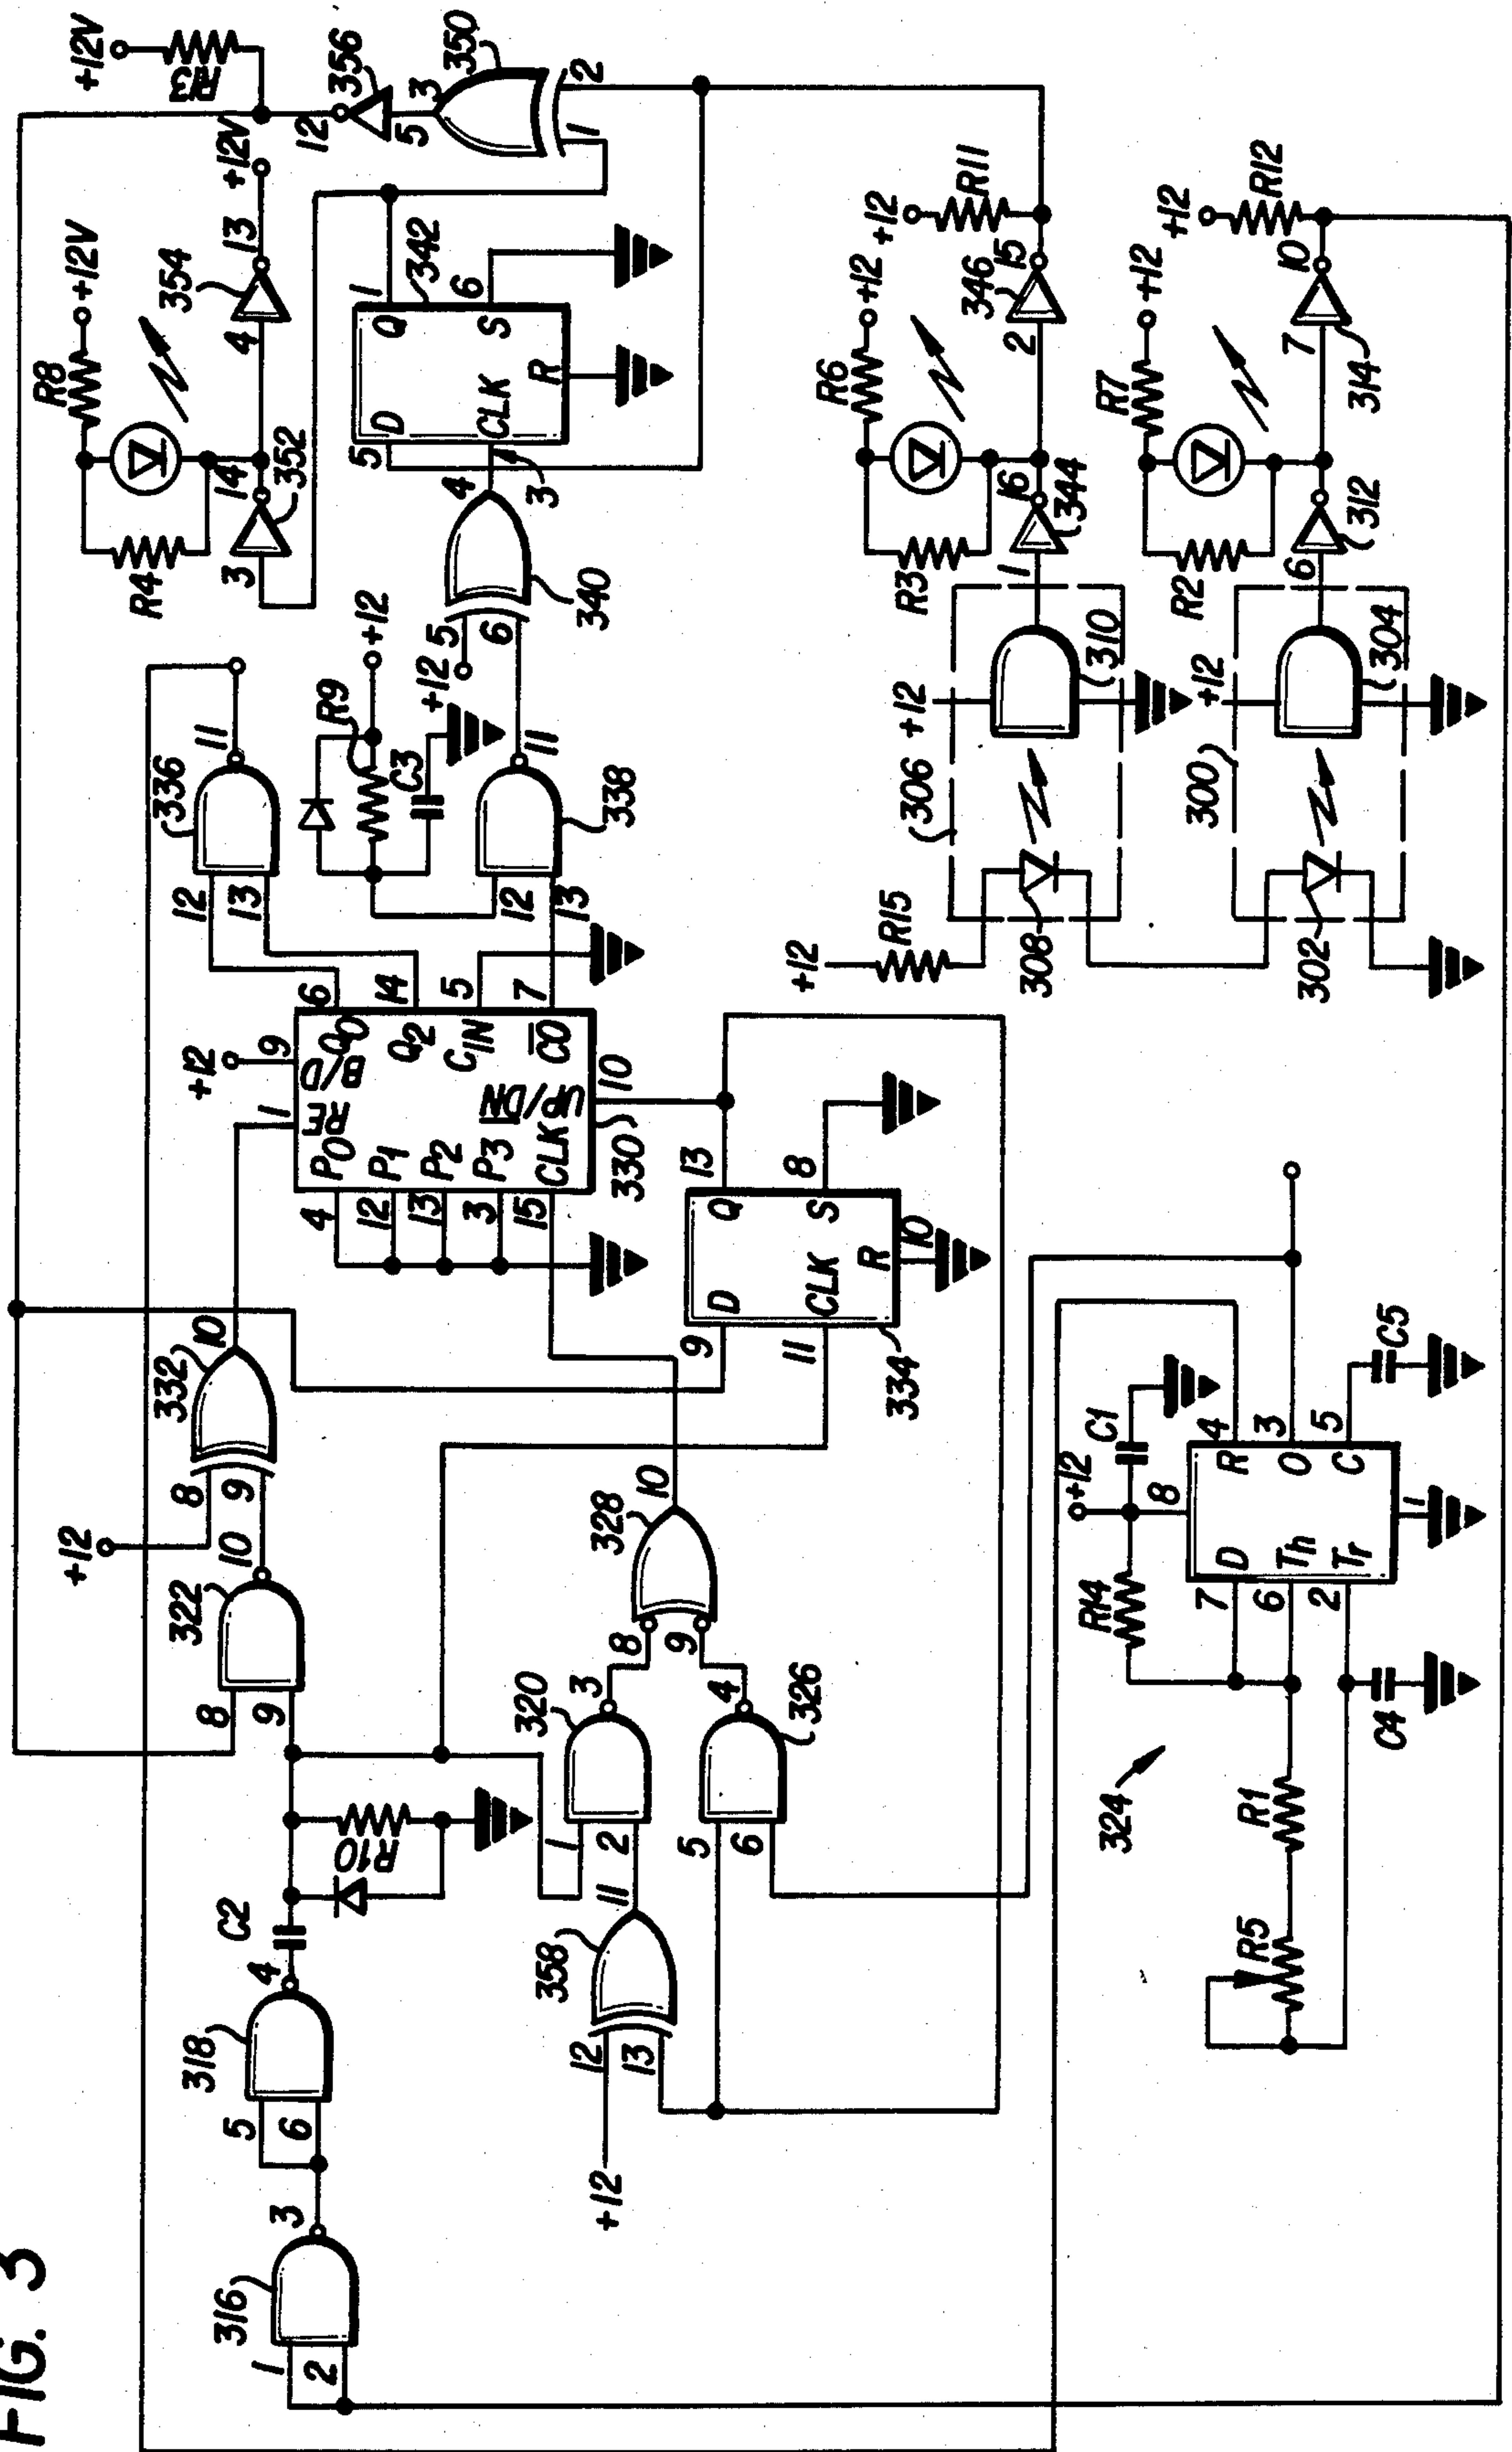 FIG. 3
+12V
R13
+12V
356
12
350
3
5
1
2
R8
+12V
354
13
4
R4
14
352
3
1
342
Q
6
S
D
5
CLK
R
3
4
340
5
6
+12
336
11
12
13
R9
+12
C3
11
338
12
13
+12
9
6
14
5
7
B/D
Q0
Q2
CIN
CO
1
RE
UP/DN
10
P0
P1
P2
P3
CLK
330
4
12
13
3
15
332
10
8
9
+12
322
10
8
9
13
8
Q
S
D
CLK
R
10
9
11
334
328
10
8
9
320
3
1
2
326
4
5
6
R10
C2
318
4
5
6
358
11
12
13
+12
316
3
1
2
R6
+12
+12
R11
346
15
2
R3
16
344
1
306
+12
310
+12
R15
308
R7
+12
+12
R12
10
7
314
R2
312
6
300
+12
304
302
+12
C1
8
4
3
5
R
O
C
C5
D
Th
Tr
1
R14
7
6
2
C4
324
R1
R5